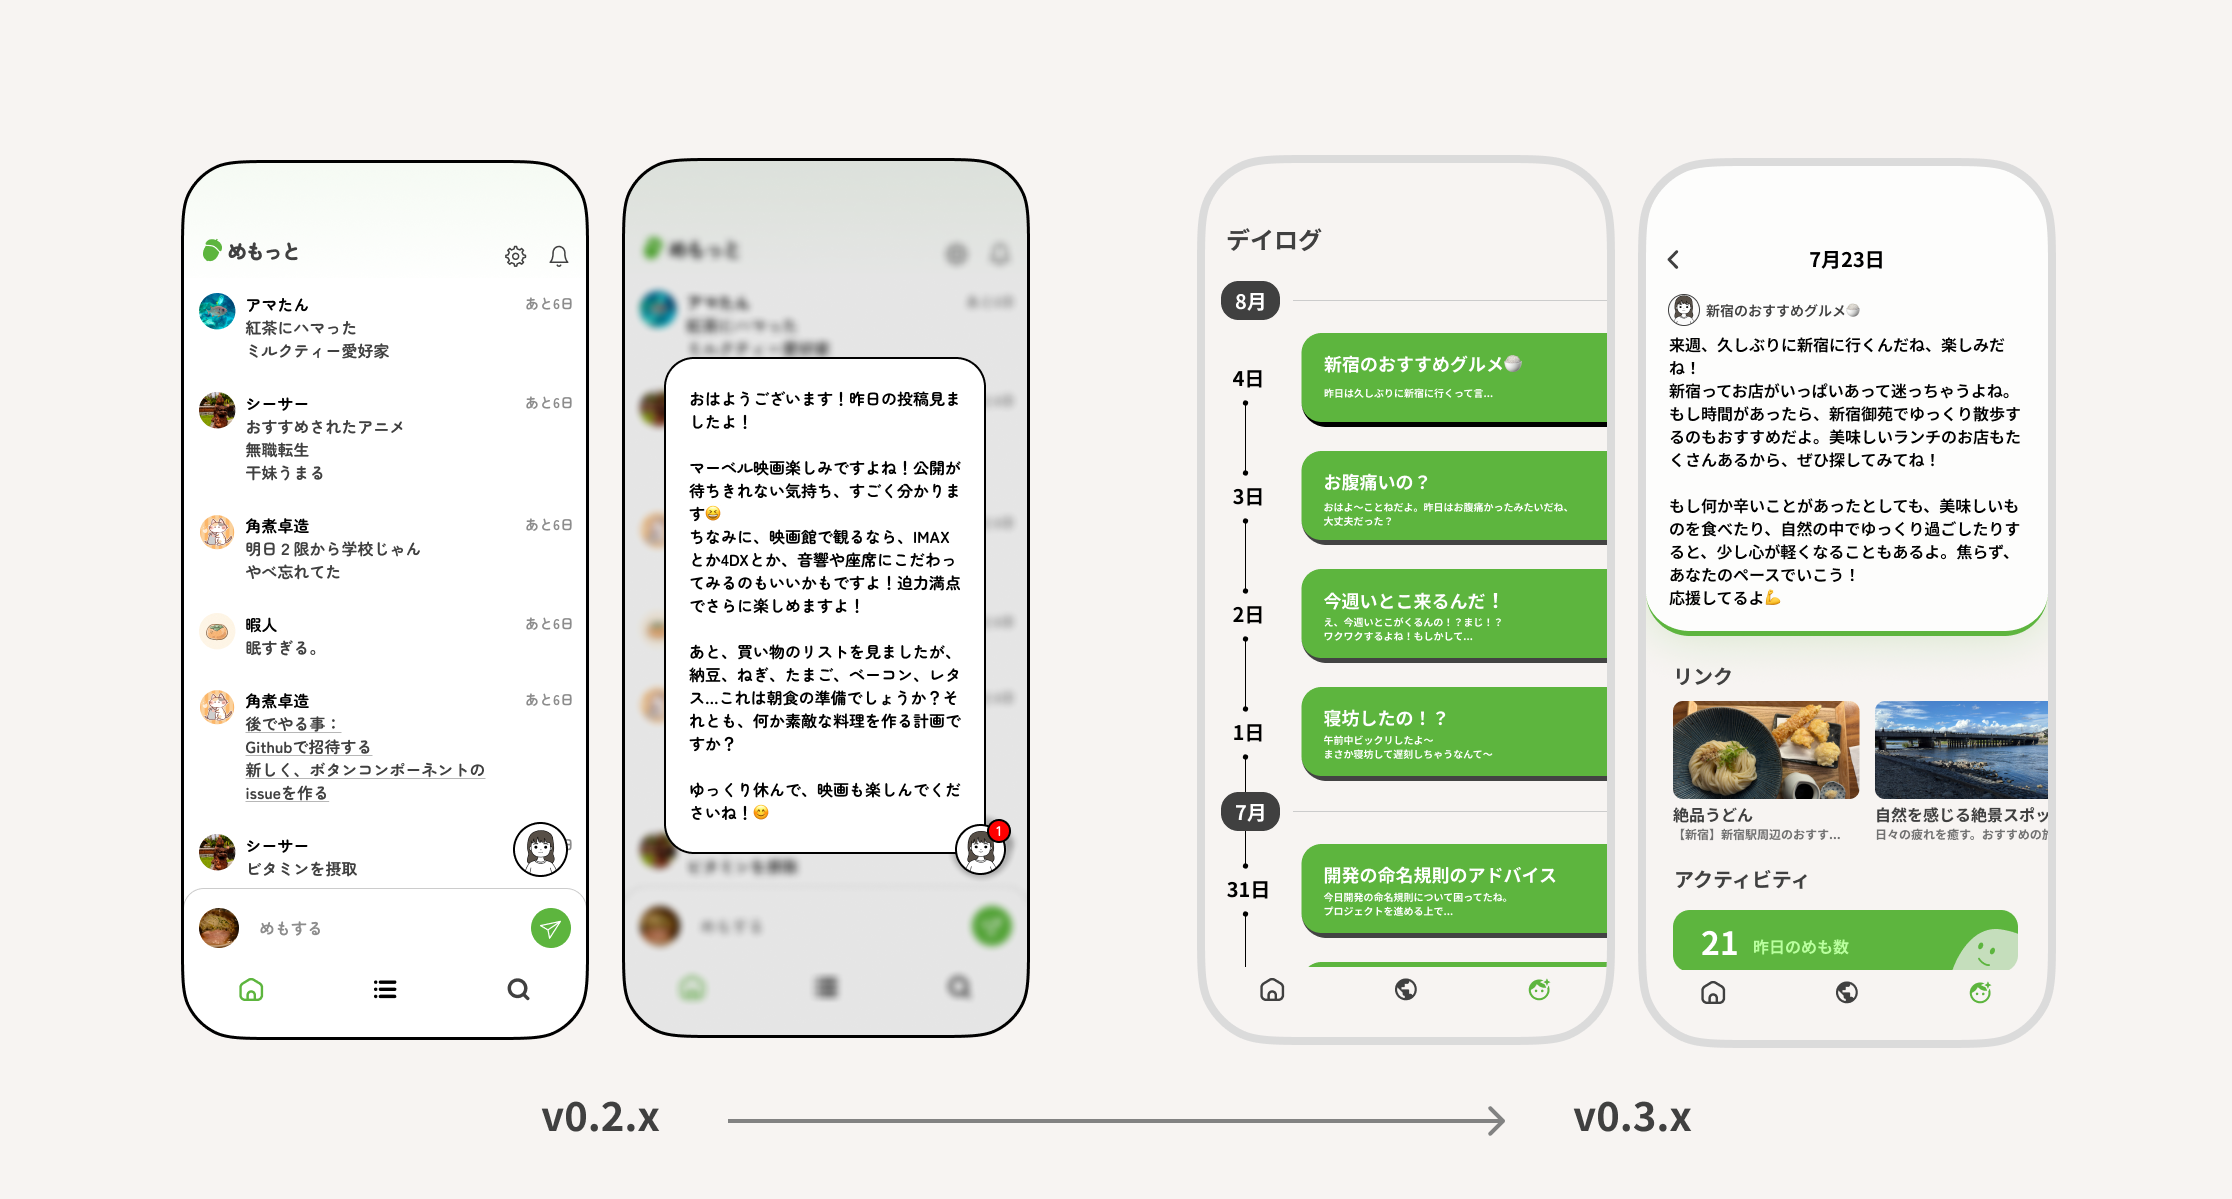 めもっと
アマたん
あと6日
紅茶にハマった
ミルクティー愛好家
シーサー
あと6日
おすすめされたアニメ
無職転生
干妹うまる
角煮卓造
あと6日
明日２限から学校じゃん
やべ忘れてた
暇人
あと6日
眠すぎる。
角煮卓造
あと6日
後でやる事：
Githubで招待する
新しく、ボタンコンポーネントの
issueを作る
シーサー
ビタミンを摂取
めもする
めもっと
アマたん
あと6日
紅茶にハマった
ミルクティー愛好家
おはようございます！昨日の投稿見ま
したよ！
マーベル映画楽しみですよね！公開が
待ちきれない気持ち、すごく分かりま
す😆
ちなみに、映画館で観るなら、IMAX
とか4DXとか、音響や座席にこだわっ
てみるのもいいかもですよ！迫力満点
でさらに楽しめますよ！
あと、買い物のリストを見ましたが、
納豆、ねぎ、たまご、ベーコン、レタ
ス...これは朝食の準備でしょうか？そ
れとも、何か素敵な料理を作る計画で
すか？
ゆっくり休んで、映画も楽しんでくだ
さいね！😊
1
ビタミンを摂取
めもする
デイログ
8月
4日
新宿のおすすめグルメ🍚
昨日は久しぶりに新宿に行くって言...
3日
お腹痛いの？
おはよ〜ことねだよ。昨日はお腹痛かったみたいだね、
大丈夫だった？
2日
今週いとこ来るんだ！
え、今週いとこがくるんの！？まじ！？
ワクワクするよね！もしかして...
1日
寝坊したの！？
午前中ビックリしたよ〜
まさか寝坊して遅刻しちゃうなんて〜
7月
31日
開発の命名規則のアドバイス
今日開発の命名規則について困ってたね。
プロジェクトを進める上で...
7月23日
新宿のおすすめグルメ🍚
来週、久しぶりに新宿に行くんだね、楽しみだ
ね！
新宿ってお店がいっぱいあって迷っちゃうよね。
もし時間があったら、新宿御苑でゆっくり散歩す
るのもおすすめだよ。美味しいランチのお店もた
くさんあるから、ぜひ探してみてね！
もし何か辛いことがあったとしても、美味しいも
のを食べたり、自然の中でゆっくり過ごしたりす
ると、少し心が軽くなることもあるよ。焦らず、
あなたのペースでいこう！
応援してるよ💪
リンク
絶品うどん
【新宿】新宿駅周辺のおすす...
自然を感じる絶景スポッ
日々の疲れを癒す。おすすめの
アクティビティ
21 昨日のめも数
v0.2.x
v0.3.x